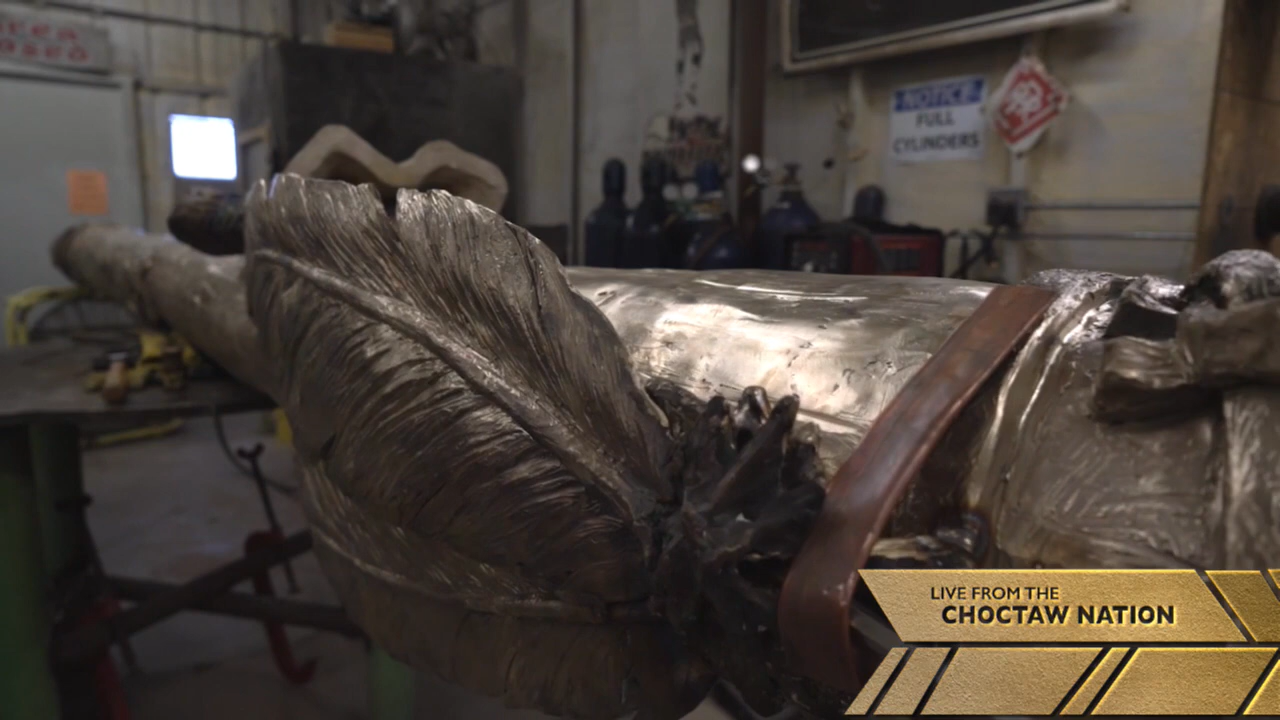 NOTICE
FULL
CYLINDERS
LIVE FROM THE
CHOCTAW NATION